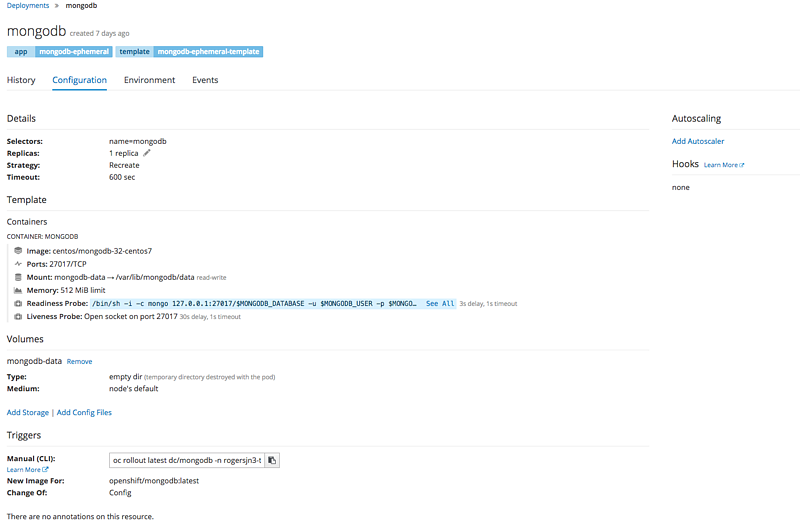 Deployments » mongodb
mongodb created 7 days ago
app mongodb-ephemeral template mongodb-ephemeral-template
History Configuration Environment Events
Details
Selectors: name=mongodb
Replicas: 1 replica
Strategy: Recreate
Timeout: 600 sec
Autoscaling
Add Autoscaler
Hooks Learn More
none
Template
Containers
CONTAINER: MONGODB
Image: centos/mongodb-32-centos7
Ports: 27017/TCP
Mount: mongodb-data → /var/lib/mongodb/data read-write
Memory: 512 MiB limit
Readiness Probe: /bin/sh -i -c mongo 127.0.0.1:27017/$MONGODB_DATABASE -u $MONGODB_USER -p $MONGO... See All 3s delay, 1s timeout
Liveness Probe: Open socket on port 27017 30s delay, 1s timeout
Volumes
mongodb-data Remove
Type: empty dir (temporary directory destroyed with the pod)
Medium: node's default
Add Storage | Add Config Files
Triggers
Manual (CLI): oc rollout latest dc/mongodb -n rogersjn3-t
Learn More
New Image For: openshift/mongodb:latest
Change Of: Config
There are no annotations on this resource.